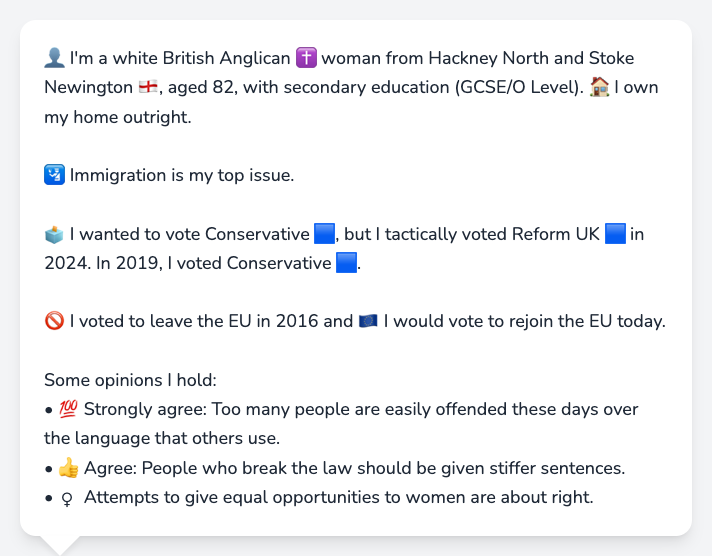 👤 I'm a white British Anglican ✝️ woman from Hackney North and Stoke
Newington 🏴󠁧󠁢󠁥󠁮󠁧󠁿, aged 82, with secondary education (GCSE/O Level). 🏠 I own
my home outright.
🛂 Immigration is my top issue.
🗳️ I wanted to vote Conservative 🟦, but I tactically voted Reform UK 🟦 in
2024. In 2019, I voted Conservative 🟦.
🚫 I voted to leave the EU in 2016 and 🇪🇺 I would vote to rejoin the EU today.
Some opinions I hold:
• 💯 Strongly agree: Too many people are easily offended these days over
the language that others use.
• 👍 Agree: People who break the law should be given stiffer sentences.
• ♀ Attempts to give equal opportunities to women are about right.